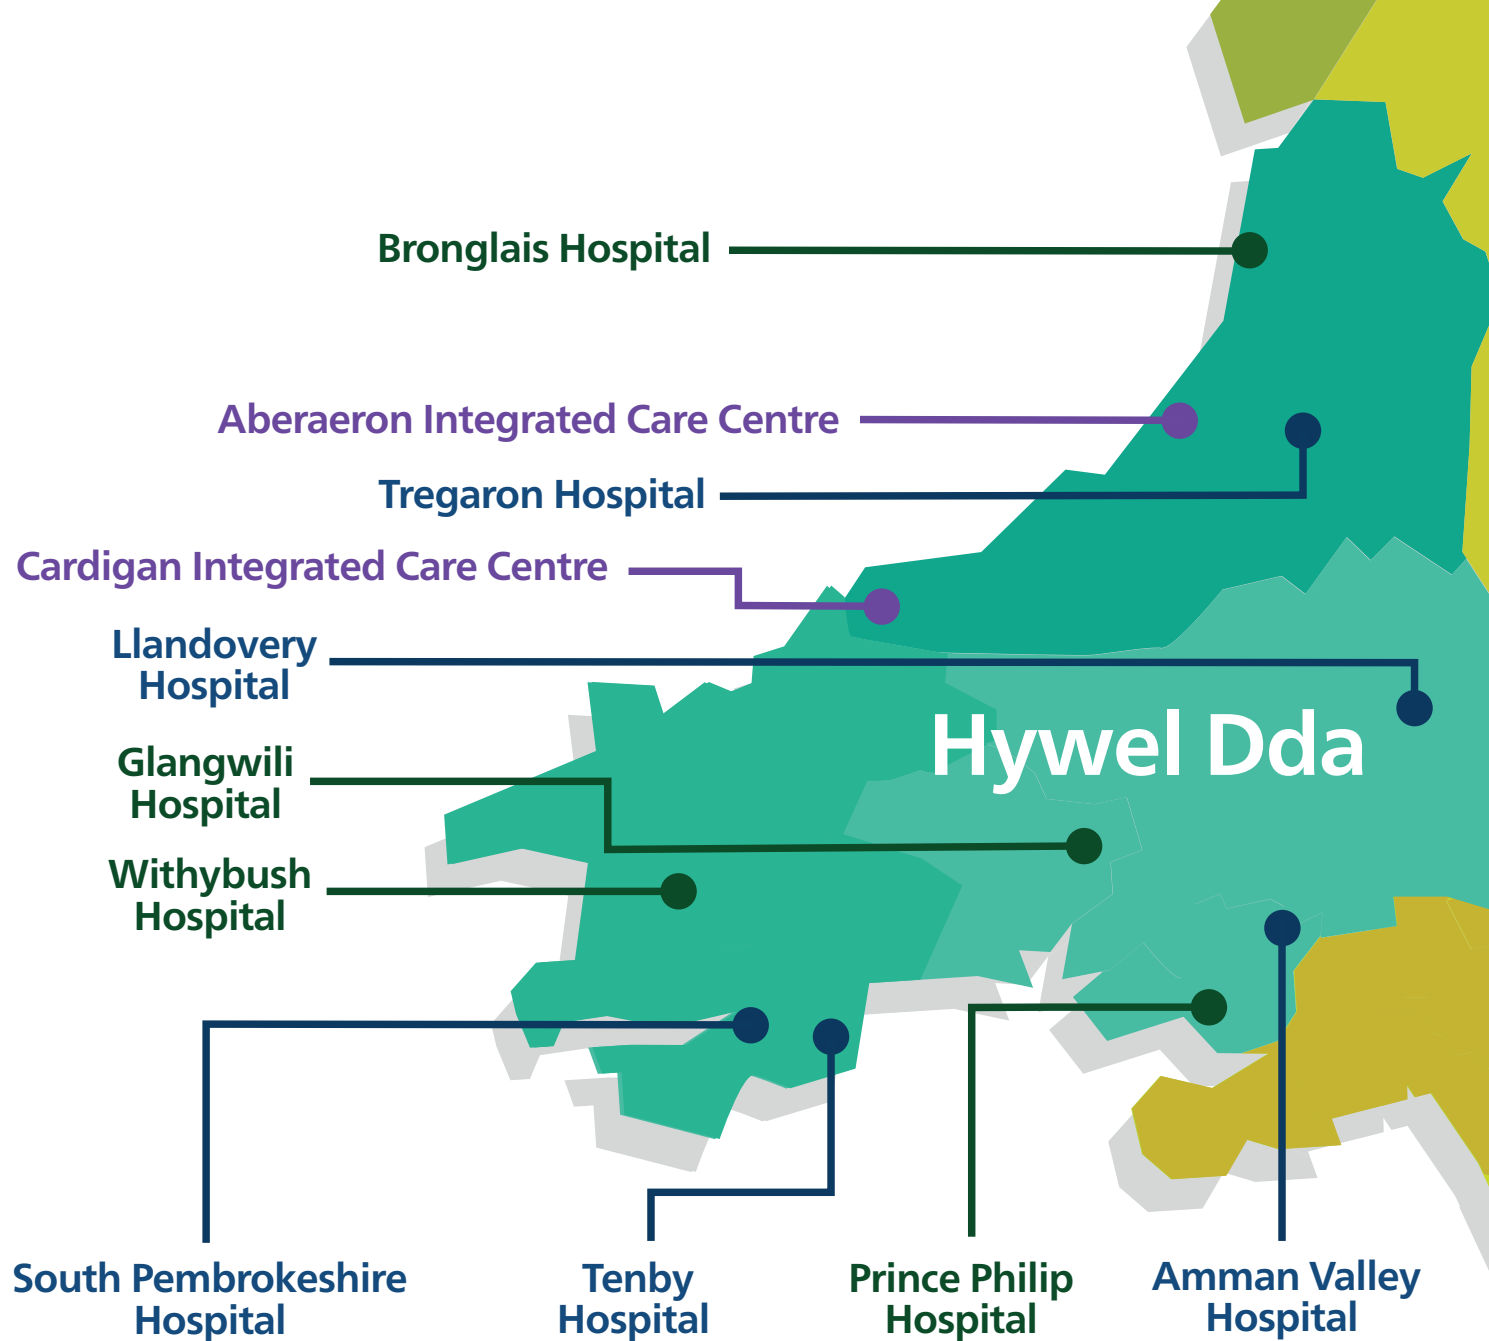 Bronglais Hospital
Aberaeron Integrated Care Centre
Tregaron Hospital
Cardigan Integrated Care Centre
Llandovery
Hospital
Hywel Dda
Glangwili
Hospital
Withybush
Hospital
South Pembrokeshire
Hospital
Tenby
Hospital
Prince Philip
Hospital
Amman Valley
Hospital